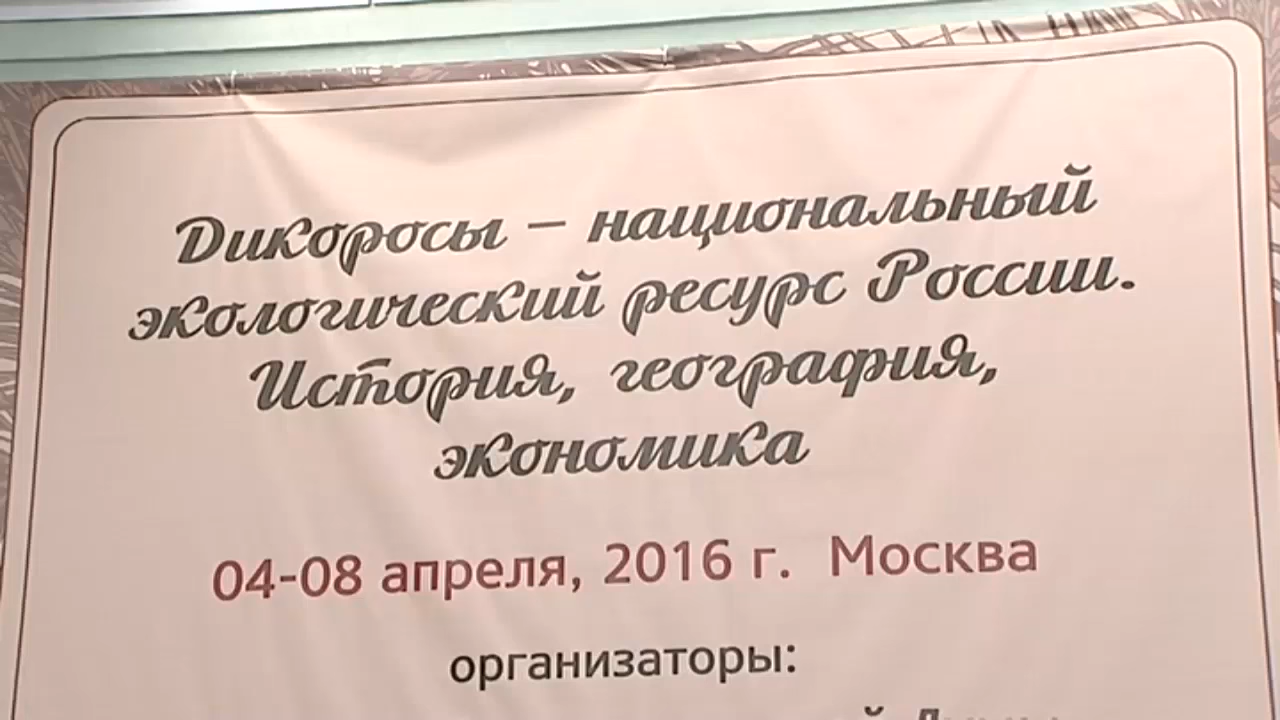 Дикоросы – национальный
экологический ресурс России.
История, география,
экономика
04-08 апреля, 2016 г. Москва
организаторы: